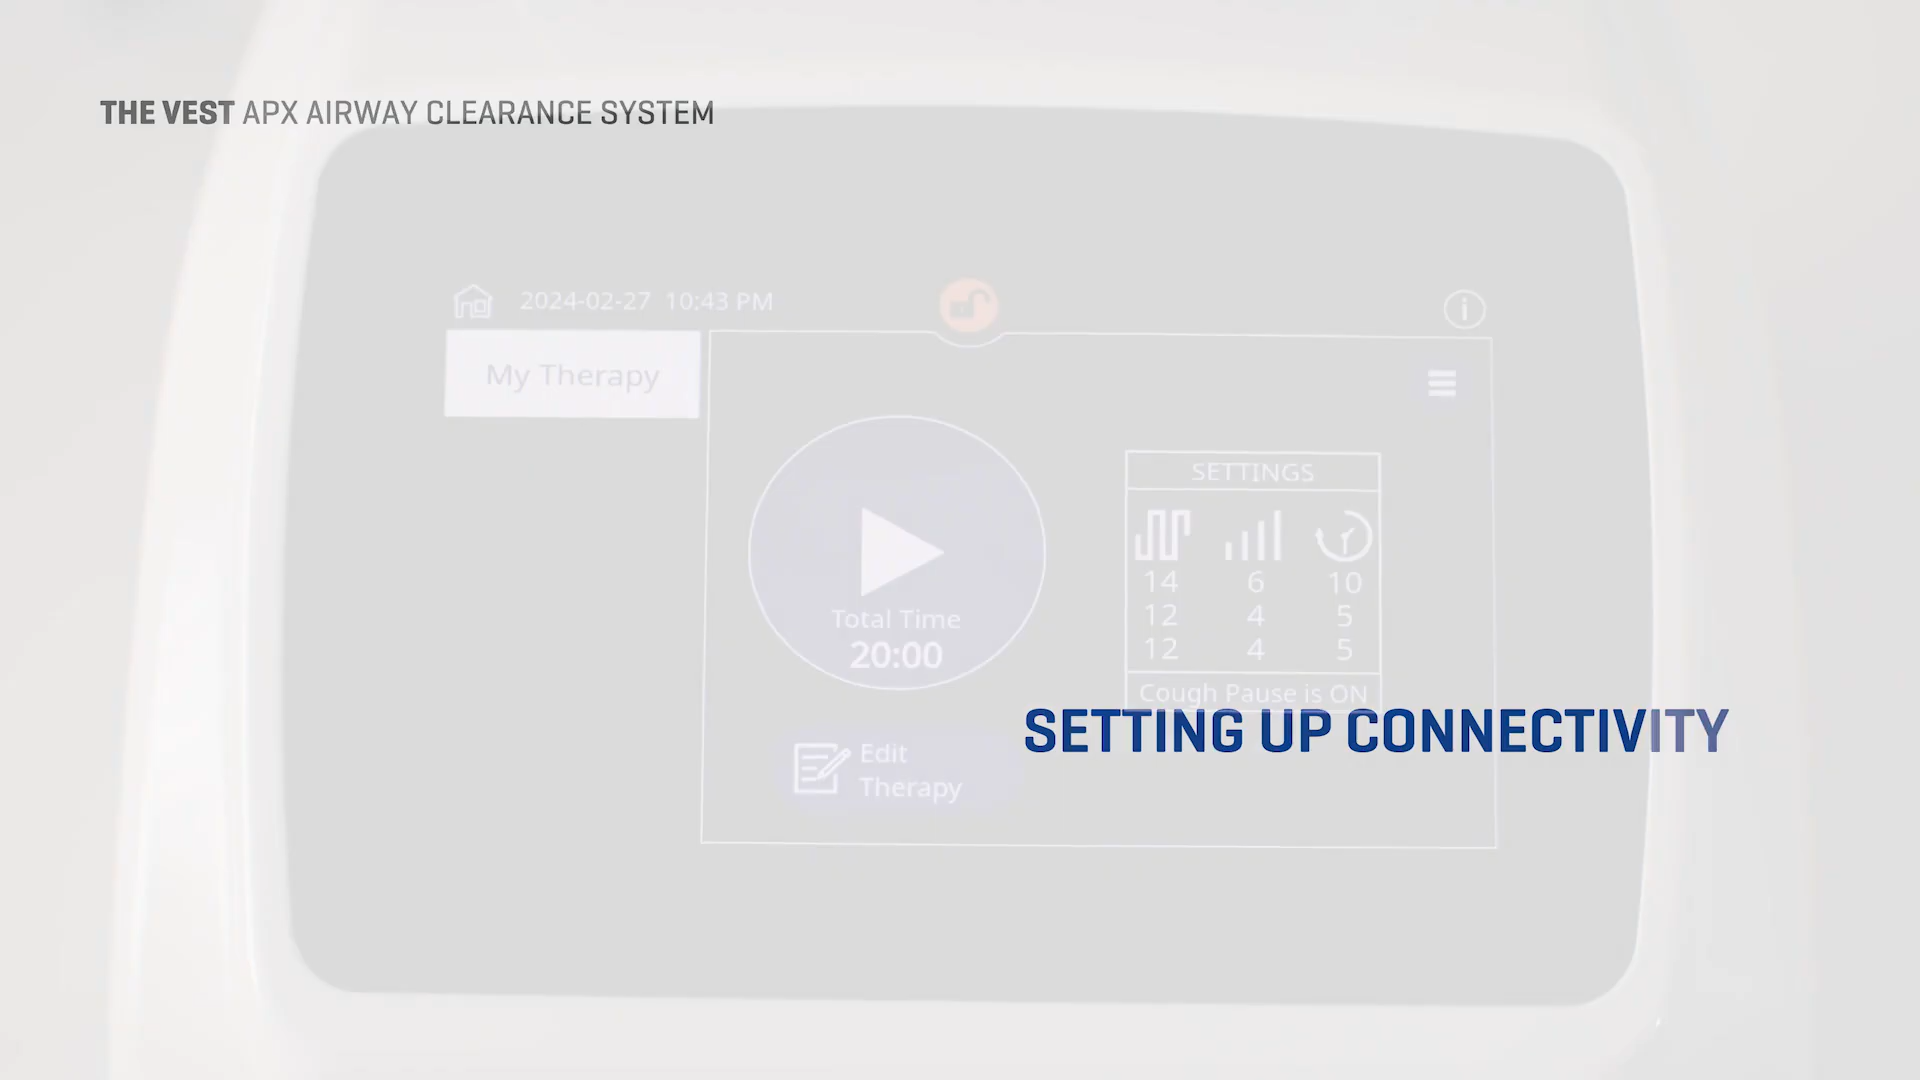 THE VEST APX AIRWAY CLEARANCE SYSTEM
2024-02-27 10:43 PM
My Therapy
SETTINGS
14 6 10
12 4 5
12 4 5
Cough Pause is ON
Total Time
20:00
Edit
Therapy
SETTING UP CONNECTIVITY